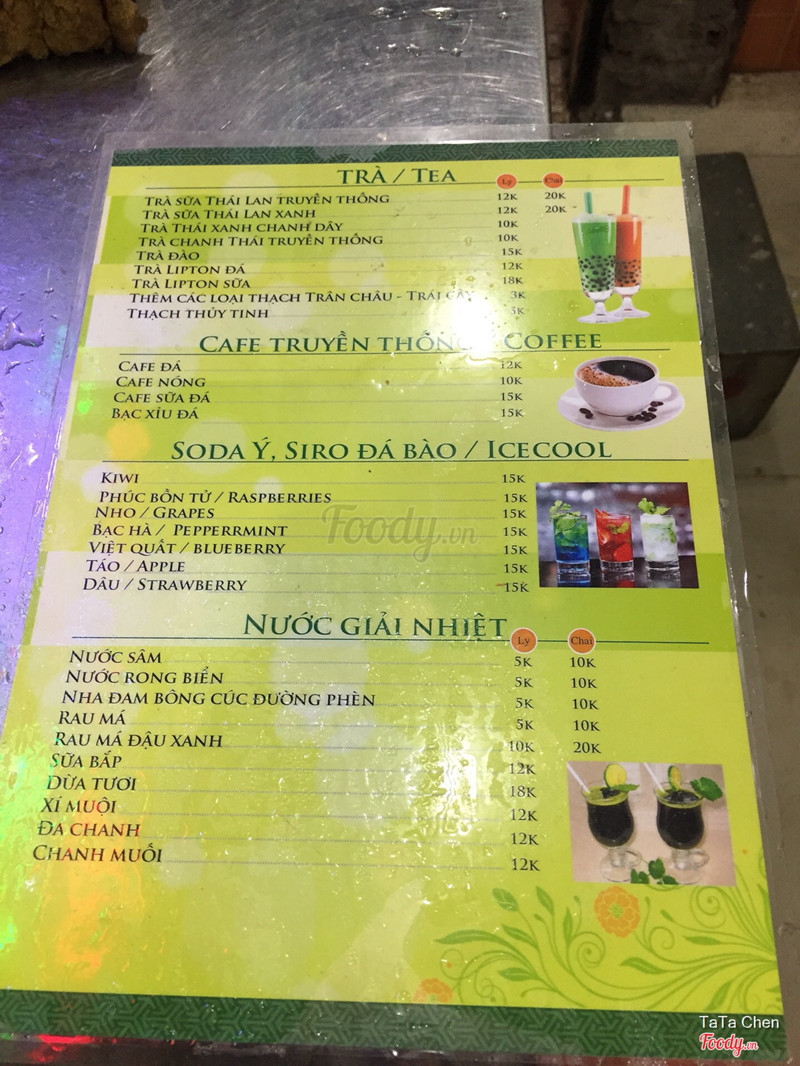 TRÀ / TEA Ly Chai
TRÀ SỮA THÁI LAN TRUYỀN THỐNG 12K 20K
TRÀ SỮA THÁI LAN XANH 12K 20K
TRÀ THÁI XANH CHANH DÂY 10K
TRÀ CHANH THÁI TRUYỀN THỐNG 10K
TRÀ ĐÀO 15K
TRÀ LIPTON ĐÁ 12K
TRÀ LIPTON SỮA 18K
THÊM CÁC LOẠI THẠCH TRÂN CHÂU - TRÁI CÂY 3K
THẠCH THỦY TINH 5K
CAFE TRUYỀN THỐNG / COFFEE
CAFE ĐÁ 12K
CAFE NÓNG 10K
CAFE SỮA ĐÁ 15K
BẠC XỈU ĐÁ 15K
SODA Ý, SIRO ĐÁ BÀO / ICECOOL
KIWI 15K
PHÚC BỒN TỬ / RASPBERRIES 15K
NHO / GRAPES 15K
BẠC HÀ / PEPPERRMINT 15K
VIỆT QUẤT / BLUEBERRY 15K
TÁO / APPLE 15K
DÂU / STRAWBERRY 15K
Foody.vn
NƯỚC GIẢI NHIỆT Ly Chai
NƯỚC SÂM 5K 10K
NƯỚC RONG BIỂN 5K 10K
NHA ĐAM BÔNG CÚC ĐƯỜNG PHÈN 5K 10K
RAU MÁ 5K 10K
RAU MÁ ĐẬU XANH 10K 20K
SỮA BẮP 12K
DỪA TƯƠI 18K
XÍ MUỘI 12K
ĐA CHANH 12K
CHANH MUỐI 12K
TaTa Chen
Foody.vn